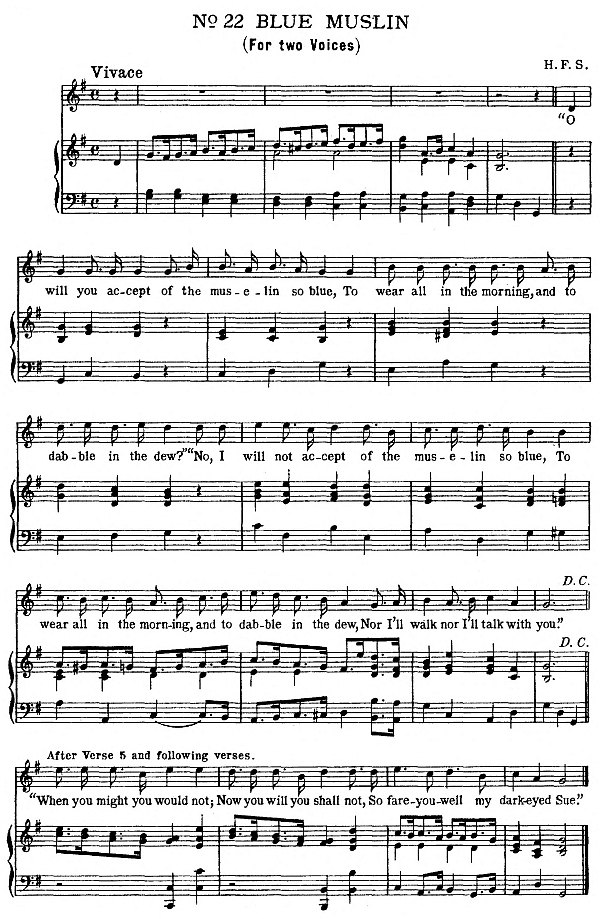 No 22 BLUE MUSLIN
(For two Voices)
H. F. S.
Vivace
"O
will you ac-cept of the mus-e-lin so blue, To wear all in the morning, and to
dab-ble in the dew?" "No, I will not ac-cept of the mus-e-lin so blue, To
D. C.
wear all in the morn-ing, and to dab-ble in the dew, Nor I'll walk nor I'll talk with you."
D. C.
After Verse 5 and following verses.
"When you might you would not; Now you will you shall not, So fare-you-well my dark-eyed Sue."